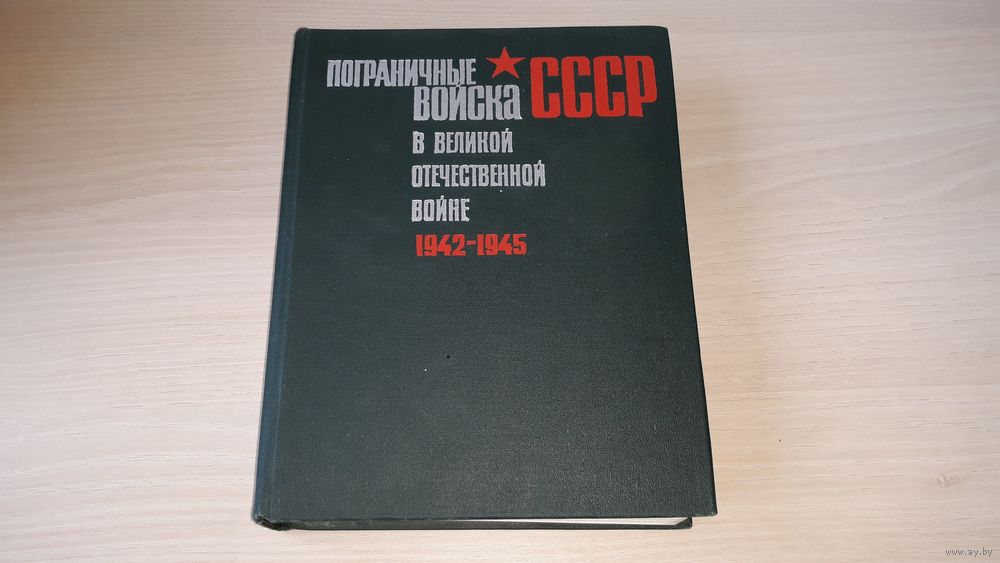 ПОГРАНИЧНЫЕ
ВОЙСКА СССР
В ВЕЛИКОЙ
ОТЕЧЕСТВЕННОЙ
ВОЙНЕ
1942-1945
www.ay.by